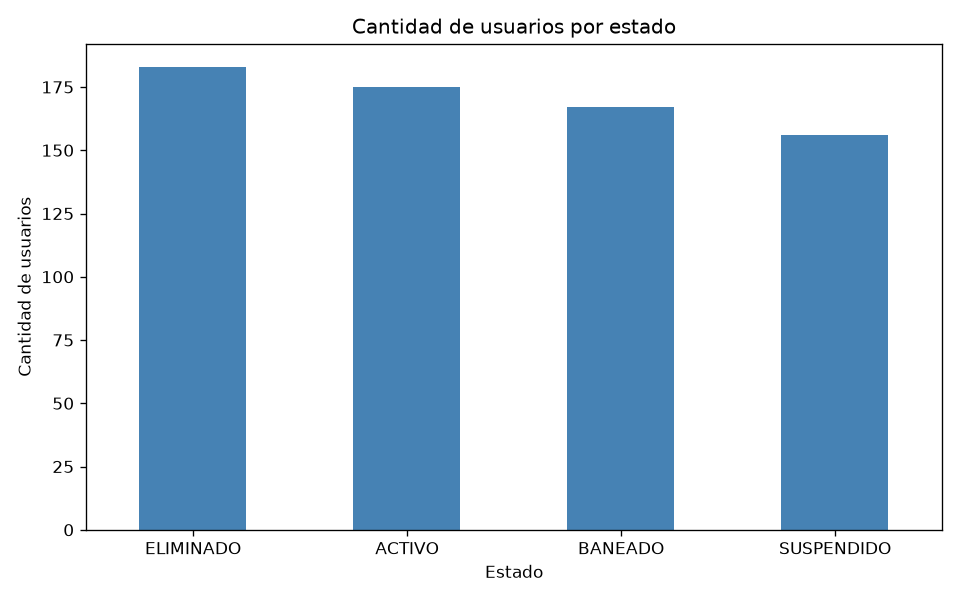 Cantidad de usuarios por estado
Cantidad de usuarios
175
150
125
100
75
50
25
0
ELIMINADO
ACTIVO
BANEADO
SUSPENDIDO
Estado